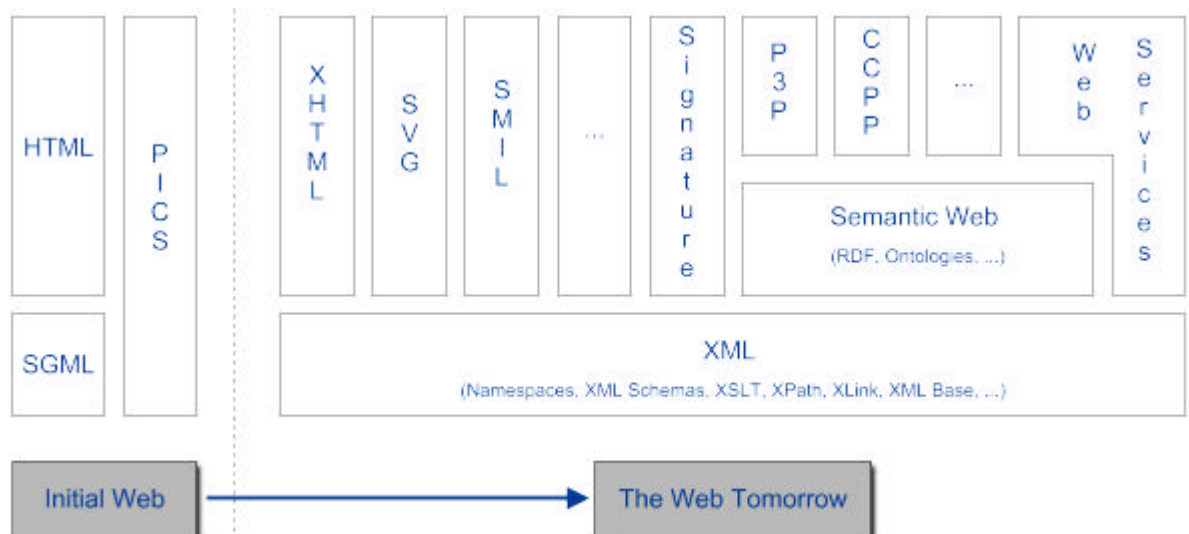 HTML
PICS
SGML
XHTML
SVG
SMIL
...
Signature
P3P
CCPP
...
Web Services
Semantic Web
(RDF, Ontologies, ...)
XML
(Namespaces, XML Schemas, XSLT, XPath, XLink, XML Base, ...)
Initial Web
The Web Tomorrow